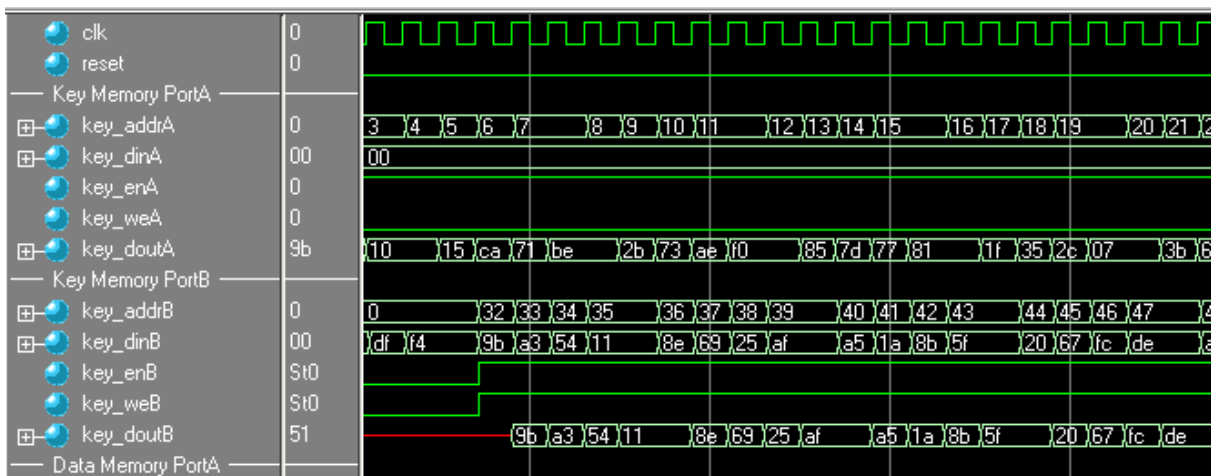 clk 0
reset 0
Key Memory PortA
key_addrA 0 3 4 5 6 7 8 9 10 11 12 13 14 15 16 17 18 19 20 21 2
key_dinA 00 00
key_enA 0
key_weA 0
key_doutA 9b 10 15 ca 71 be 2b 73 ae f0 85 7d 77 81 1f 35 2c 07 3b 6
Key Memory PortB
key_addrB 0 0 32 33 34 35 36 37 38 39 40 41 42 43 44 45 46 47 4
key_dinB 00 df f4 9b a3 54 11 8e 69 25 af a5 1a 8b 5f 20 67 fc de a
key_enB St0
key_weB St0
key_doutB 51 9b a3 54 11 8e 69 25 af a5 1a 8b 5f 20 67 fc de
Data Memory PortA